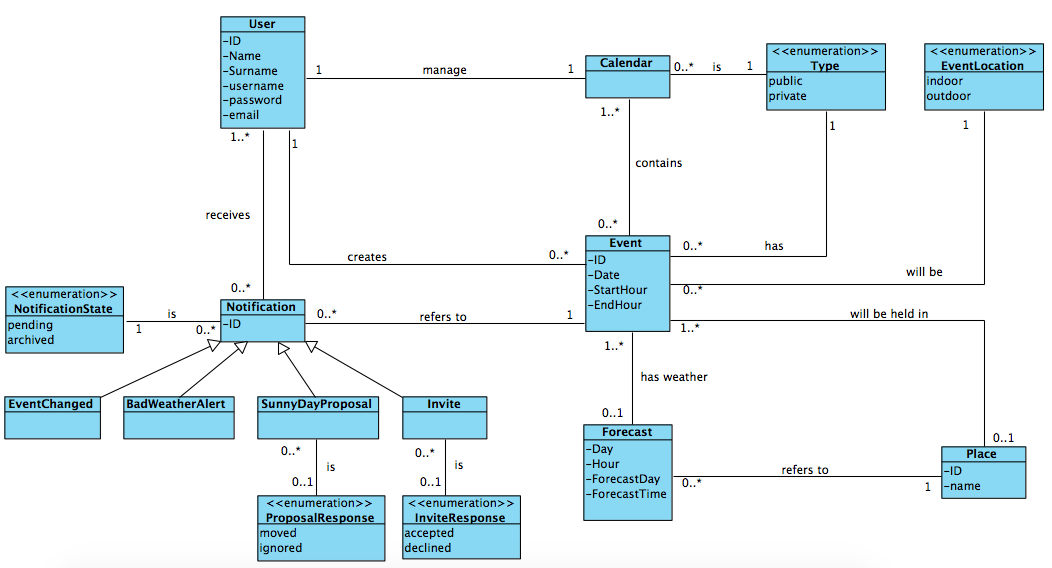 User
-ID
-Name
-Surname
-username
-password
-email
1
manage
1
Calendar
0..*
is
1
<<enumeration>>
Type
public
private
<<enumeration>>
EventLocation
indoor
outdoor
1..*
1
1..*
1
1
contains
receives
0..*
creates
0..*
Event
-ID
-Date
-StartHour
-EndHour
0..*
has
will be
0..*
0..*
<<enumeration>>
NotificationState
pending
archived
is
1
0..*
Notification
-ID
0..*
refers to
1
will be held in
1..*
1..*
has weather
0..1
EventChanged
BadWeatherAlert
SunnyDayProposal
Invite
0..*
is
0..1
0..*
is
0..1
<<enumeration>>
ProposalResponse
moved
ignored
<<enumeration>>
InviteResponse
accepted
declined
Forecast
-Day
-Hour
-ForecastDay
-ForecastTime
0..*
refers to
1
0..1
Place
-ID
-name